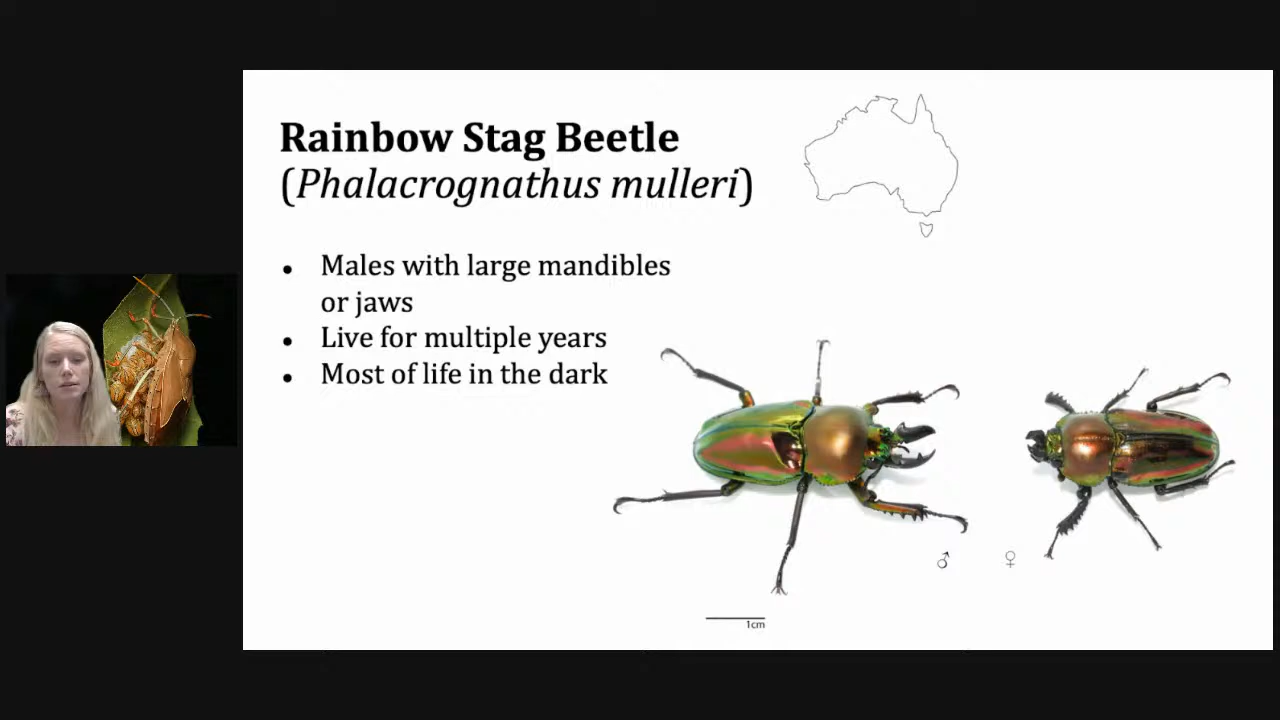 Rainbow Stag Beetle
(Phalacrognathus mulleri)
● Males with large mandibles
or jaws
● Live for multiple years
● Most of life in the dark
♂ ♀
1cm